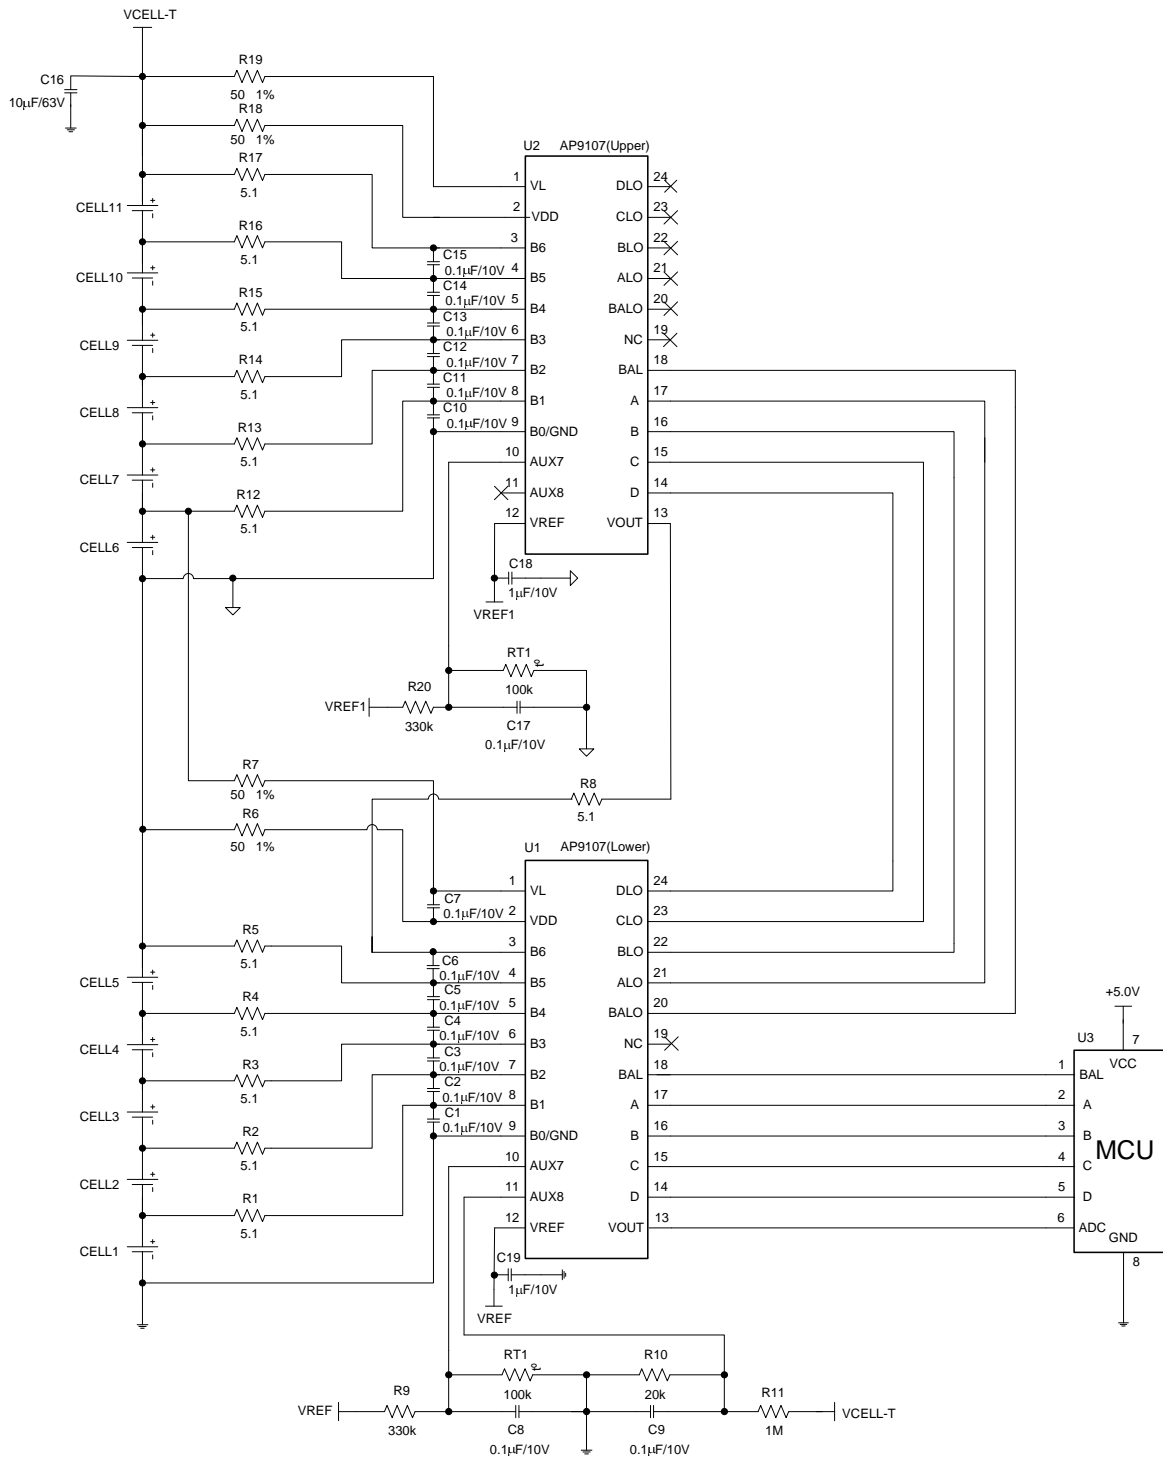 VCELL-T
C16
10μF/63V
R19
50 1%
R18
50 1%
R17
5.1
CELL11
R16
5.1
CELL10
R15
5.1
CELL9
R14
5.1
CELL8
R13
5.1
CELL7
R12
5.1
CELL6
C15
0.1μF/10V
C14
0.1μF/10V
C13
0.1μF/10V
C12
0.1μF/10V
C11
0.1μF/10V
C10
0.1μF/10V
U2 AP9107(Upper)
1 VL DLO 24
2 VDD CLO 23
3 B6 BLO 22
4 B5 ALO 21
5 B4 BALO 20
6 B3 NC 19
7 B2 BAL 18
8 B1 A 17
9 B0/GND B 16
10 AUX7 C 15
11 AUX8 D 14
12 VREF VOUT 13
C18
1μF/10V
VREF1
RT1
100k
R20
VREF1
330k
C17
0.1μF/10V
R7
50 1%
R8
5.1
R6
50 1%
U1 AP9107(Lower)
1 VL DLO 24
2 VDD CLO 23
3 B6 BLO 22
4 B5 ALO 21
5 B4 BALO 20
6 B3 NC 19
7 B2 BAL 18
8 B1 A 17
9 B0/GND B 16
10 AUX7 C 15
11 AUX8 D 14
12 VREF VOUT 13
C7
0.1μF/10V
C6
0.1μF/10V
C5
0.1μF/10V
C4
0.1μF/10V
C3
0.1μF/10V
C2
0.1μF/10V
C1
0.1μF/10V
R5
5.1
CELL5
R4
5.1
CELL4
R3
5.1
CELL3
R2
5.1
CELL2
R1
5.1
CELL1
+5.0V
U3
7
VCC
1 BAL
2 A
3 B
MCU
4 C
5 D
6 ADC
GND
8
C19
1μF/10V
VREF
RT1
100k
R10
20k
R9
VREF
330k
C8
0.1μF/10V
C9
0.1μF/10V
R11
1M
VCELL-T